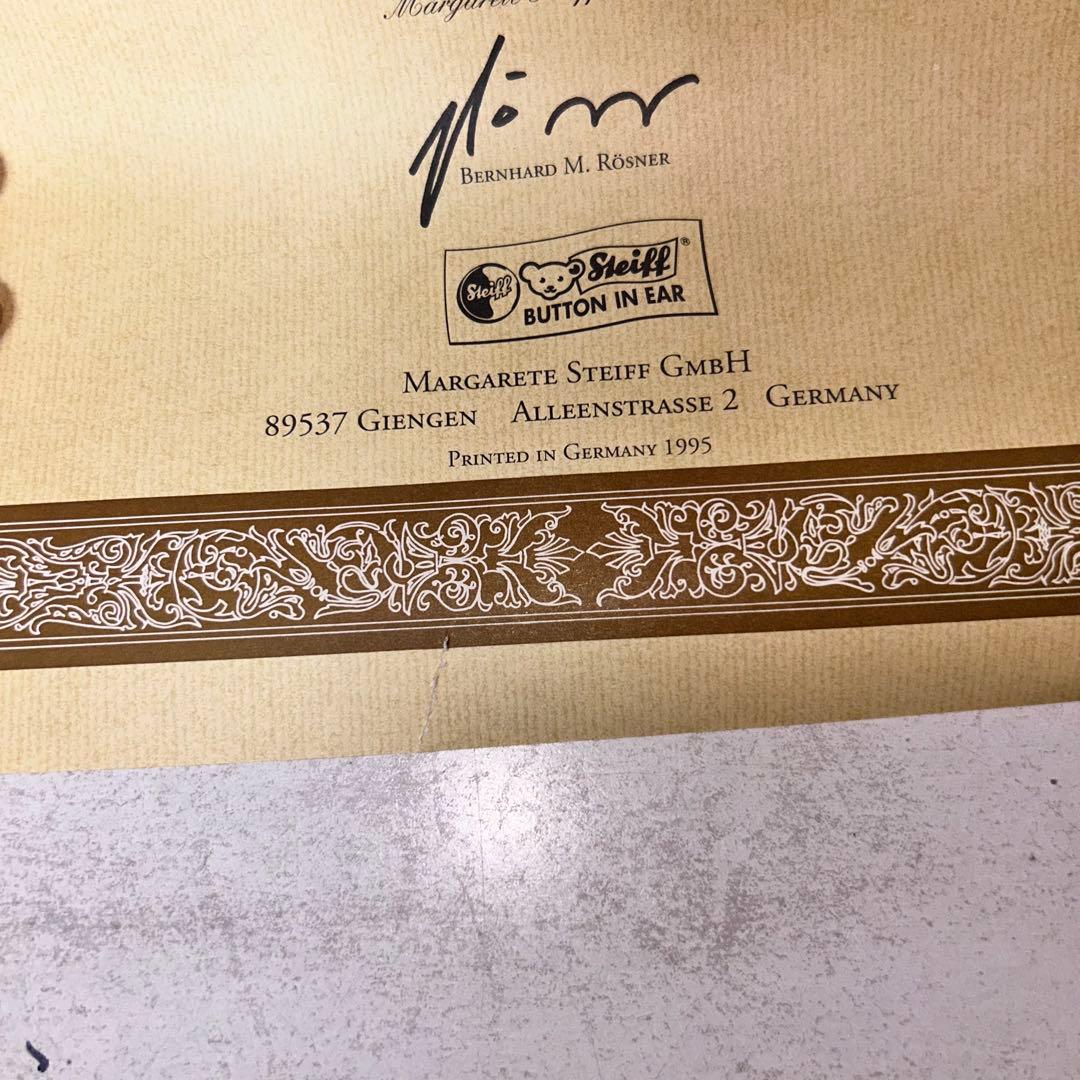 Margarete
BERNHARD M. RÖSNER
Steiff
Steiff®
BUTTON IN EAR
MARGARETE STEIFF GMBH
89537 GIENGEN ALLEENSTRASSE 2 GERMANY
PRINTED IN GERMANY 1995